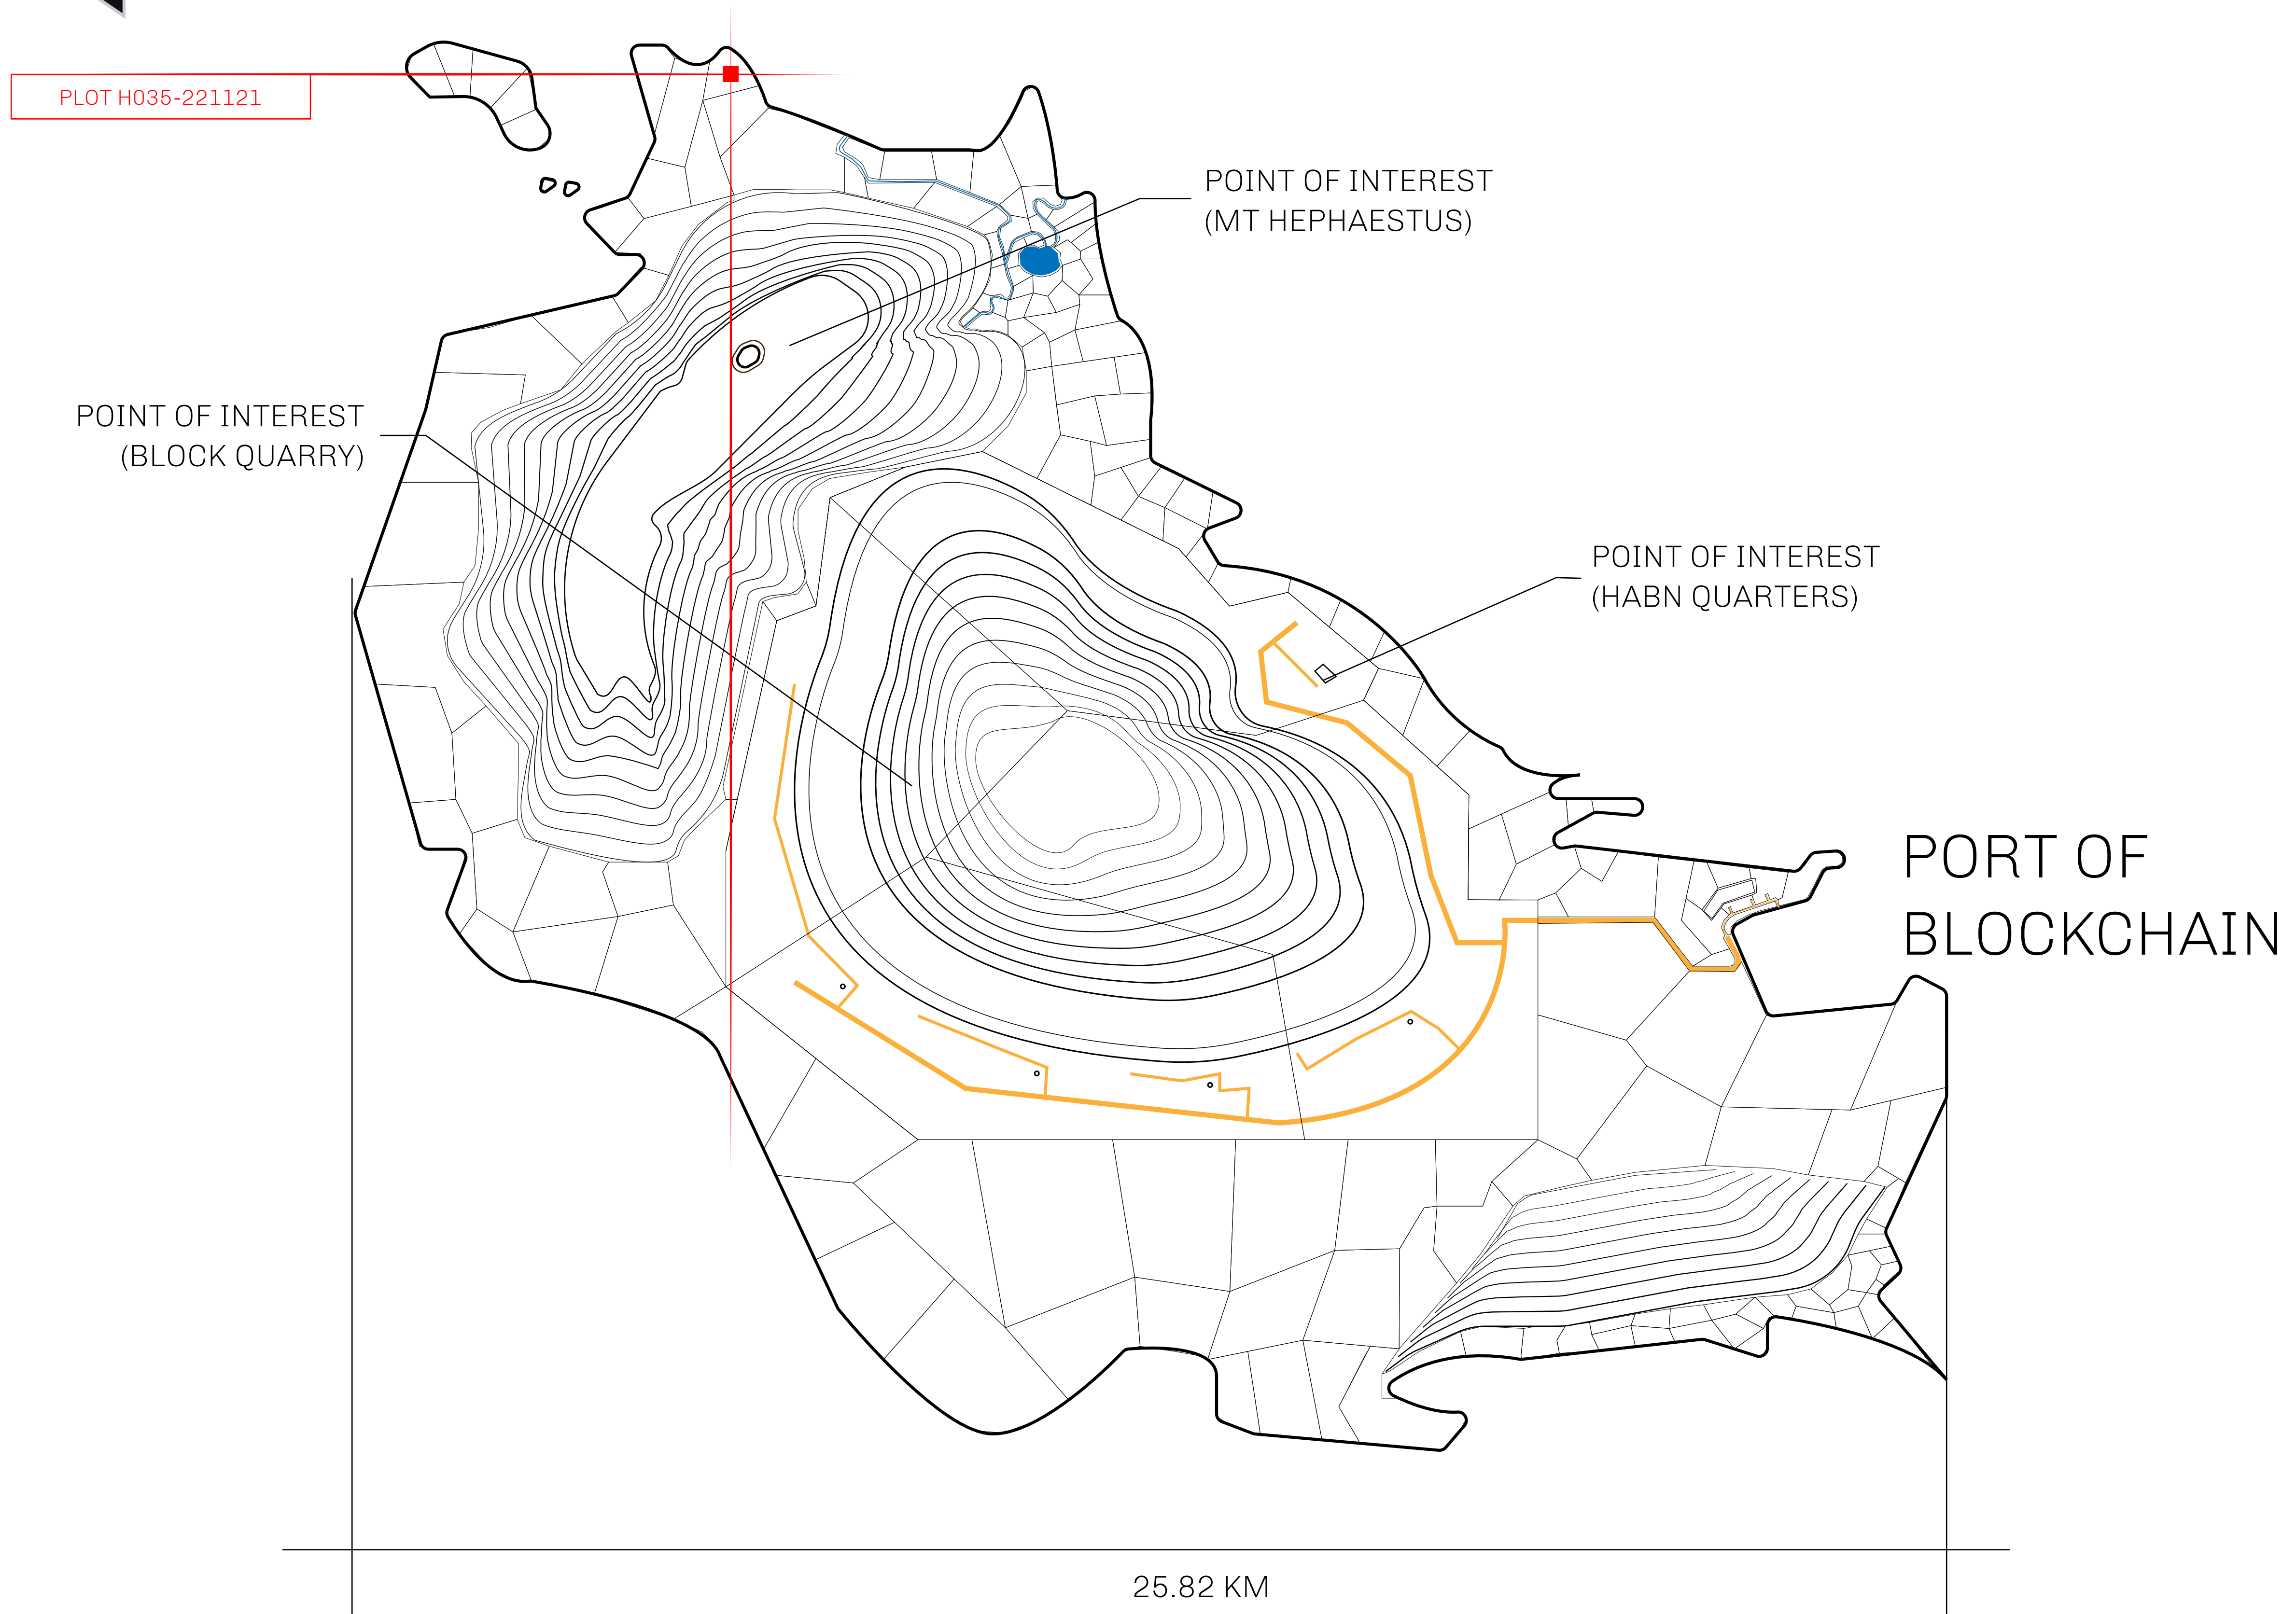 PLOT H035-221121
POINT OF INTEREST
(MT HEPHAESTUS)
POINT OF INTEREST
(BLOCK QUARRY)
POINT OF INTEREST
(HABN QUARTERS)
PORT OF
BLOCKCHAIN
25.82 KM